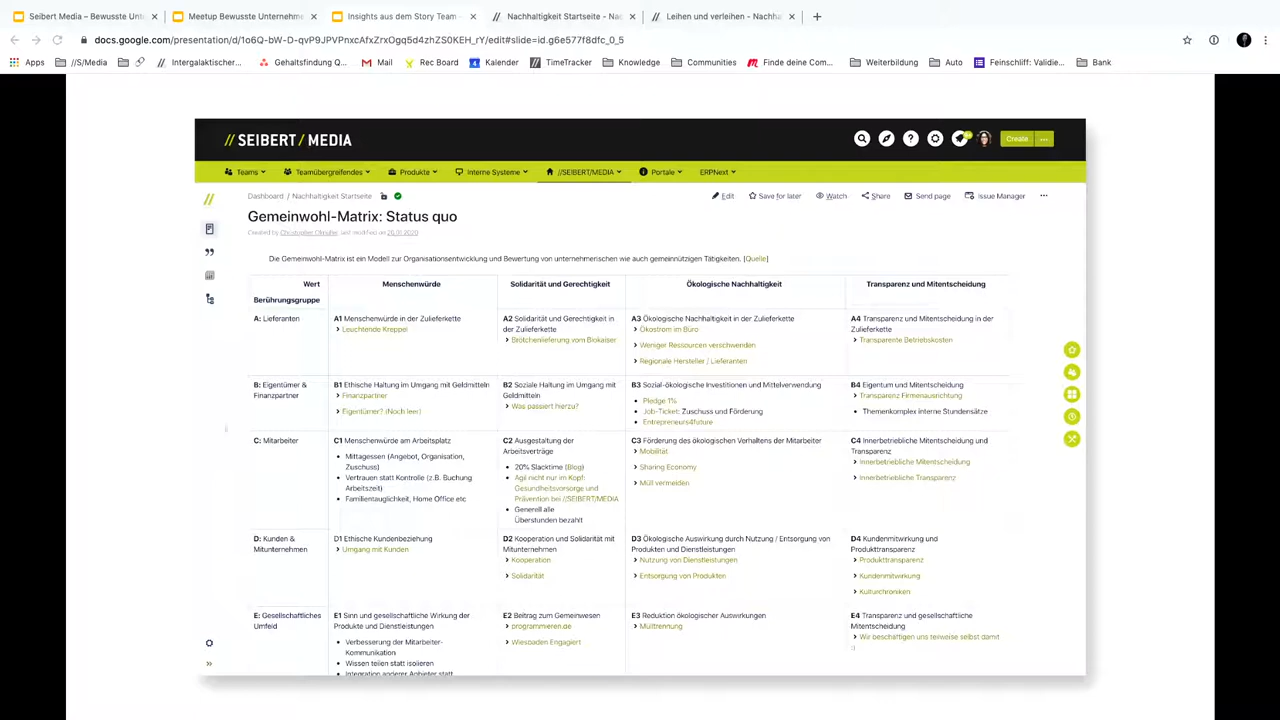 Seibert Media – Bewusste Unt
Meetup Bewusste Unternehme
Insights aus dem Story Team -
Nachhaltigkeit Startseite - Nac
Leihen und verleihen - Nachha
docs.google.com/presentation/d/1o6Q-bW-D-qvP9JPVPnxcAfxZrxOgq5d4zhZS0KEH_rY/edit#slide=id.g6e577f8dfc_0_5
Apps //S/Media Intergalaktischer... Gehaltsfindung Q... Mail Rec Board Kalender TimeTracker Knowledge Communities Finde deine Com... Weiterbildung Auto Feinschliff: Validie... Bank
// SEIBERT / MEDIA
Create ...
Teams Teamübergreifendes Produkte Interne Systeme //SEIBERT/MEDIA Portale ERPNext
Dashboard / Nachhaltigkeit Startseite
Edit Save for later Watch Share Send page Issue Manager ...
Gemeinwohl-Matrix: Status quo
Created by Christopher last modified on 26.01.2020
Die Gemeinwohl-Matrix ist ein Modell zur Organisationsentwicklung und Bewertung von unternehmerischen wie auch gemeinnützigen Tätigkeiten. [Quelle]
Wert
Berührungsgruppe
Menschenwürde
Solidarität und Gerechtigkeit
Ökologische Nachhaltigkeit
Transparenz und Mitentscheidung
A: Lieferanten
A1 Menschenwürde in der Zulieferkette
> Leuchtende Kreppel
A2 Solidarität und Gerechtigkeit in
der Zulieferkette
> Brötchenlieferung vom Biokaiser
A3 Ökologische Nachhaltigkeit in der Zulieferkette
> Ökostrom im Büro
> Weniger Ressourcen verschwenden
> Regionale Hersteller / Lieferanten
A4 Transparenz und Mitentscheidung in der
Zulieferkette
> Transparente Betriebskosten
B: Eigentümer &
Finanzpartner
B1 Ethische Haltung im Umgang mit Geldmitteln
> Finanzpartner
> Eigentümer? (Noch leer)
B2 Soziale Haltung im Umgang mit
Geldmitteln
> Was passiert hierzu?
B3 Sozial-ökologische Investitionen und Mittelverwendung
• Pledge 1%
• Job-Ticket: Zuschuss und Förderung
• Entrepreneurs4future
B4 Eigentum und Mitentscheidung
> Transparenz Firmenausrichtung
• Themenkomplex interne Stundensätze
C: Mitarbeiter
C1 Menschenwürde am Arbeitsplatz
• Mittagessen (Angebot, Organisation,
Zuschuss)
• Vertrauen statt Kontrolle (z.B. Buchung
Arbeitszeit)
• Familientauglichkeit, Home Office etc
C2 Ausgestaltung der
Arbeitsverträge
• 20% Slacktime (Blog)
• Agil nicht nur im Kopf:
Gesundheitsvorsorge und
Prävention bei //SEIBERT/MEDIA
• Generell alle
Überstunden bezahlt
C3 Förderung des ökologischen Verhaltens der Mitarbeiter
> Mobilität
> Sharing Economy
> Müll vermeiden
C4 Innerbetriebliche Mitentscheidung und
Transparenz
> Innerbetriebliche Mitentscheidung
> Innerbetriebliche Transparenz
D: Kunden &
Mitunternehmen
D1 Ethische Kundenbeziehung
> Umgang mit Kunden
D2 Kooperation und Solidarität mit
Mitunternehmen
> Kooperation
> Solidarität
D3 Ökologische Auswirkung durch Nutzung / Entsorgung von
Produkten und Dienstleistungen
> Nutzung von Dienstleistungen
> Entsorgung von Produkten
D4 Kundenmitwirkung und
Produkttransparenz
> Produkttransparenz
> Kundenmitwirkung
> Kulturchroniken
E: Gesellschaftliches
Umfeld
E1 Sinn und gesellschaftliche Wirkung der
Produkte und Dienstleistungen
• Verbesserung der Mitarbeiter-
Kommunikation
• Wissen teilen statt isolieren
• Integration anderer Anbieter statt
E2 Beitrag zum Gemeinwesen
> programmieren.de
> Wiesbaden Engagiert
E3 Reduktion ökologischer Auswirkungen
> Mülltrennung
E4 Transparenz und gesellschaftliche
Mitentscheidung
> Wir beschäftigen uns teilweise selbst damit
:)